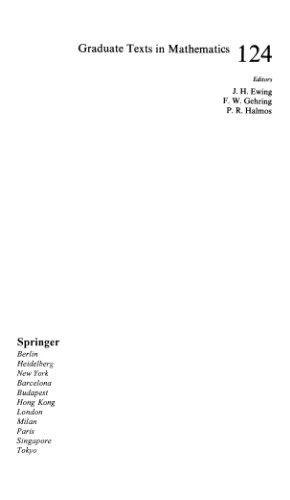 Graduate Texts in Mathematics 124
Editors
J. H. Ewing
F. W. Gehring
P. R. Halmos
Springer
Berlin
Heidelberg
New York
Barcelona
Budapest
Hong Kong
London
Milan
Paris
Singapore
Tokyo